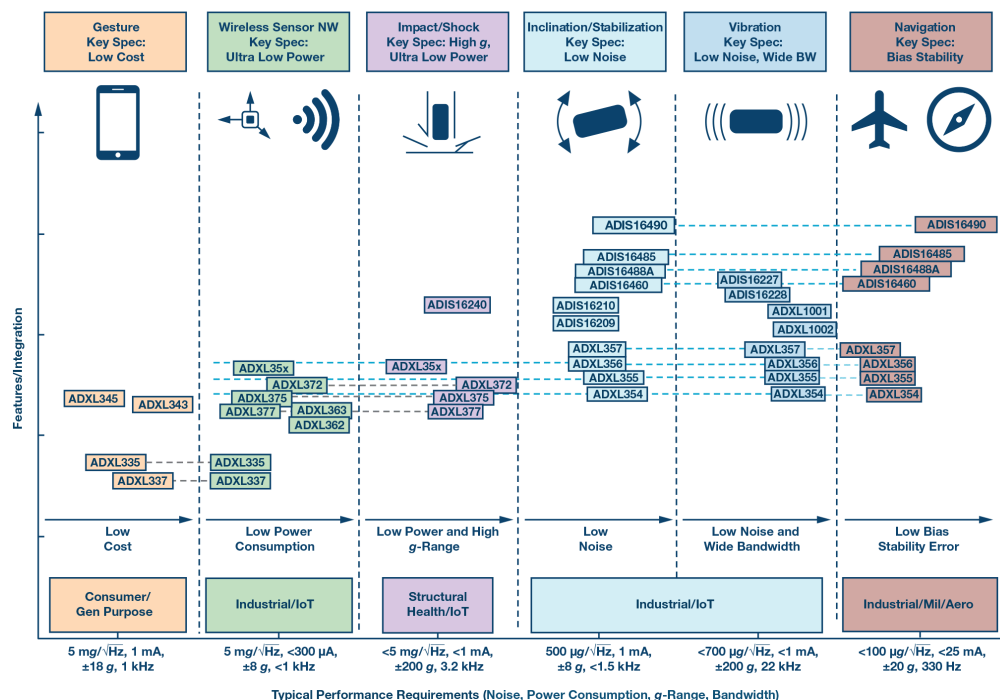 Gesture
Key Spec:
Low Cost
Wireless Sensor NW
Key Spec:
Ultra Low Power
Impact/Shock
Key Spec: High g,
Ultra Low Power
Inclination/Stabilization
Key Spec:
Low Noise
Vibration
Key Spec:
Low Noise, Wide BW
Navigation
Key Spec:
Bias Stability
Features/Integration
ADIS16490
ADIS16490
ADIS16485
ADIS16485
ADIS16488A
ADIS16488A
ADIS16460
ADIS16227
ADIS16460
ADIS16228
ADIS16240
ADIS16210
ADXL1001
ADIS16209
ADXL1002
ADXL357
ADXL357
ADXL357
ADXL35x
ADXL35x
ADXL356
ADXL356
ADXL356
ADXL372
ADXL372
ADXL355
ADXL355
ADXL355
ADXL345
ADXL375
ADXL375
ADXL354
ADXL354
ADXL354
ADXL343
ADXL377
ADXL363
ADXL377
ADXL362
ADXL335
ADXL335
ADXL337
ADXL337
Low
Cost
Low Power
Consumption
Low Power and High
g-Range
Low
Noise
Low Noise and
Wide Bandwidth
Low Bias
Stability Error
Consumer/
Gen Purpose
Industrial/IoT
Structural
Health/IoT
Industrial/IoT
Industrial/Mil/Aero
5 mg/√Hz, 1 mA,
±18 g, 1 kHz
5 mg/√Hz, <300 µA,
±8 g, <1 kHz
<5 mg/√Hz, <1 mA,
±200 g, 3.2 kHz
500 µg/√Hz, 1 mA,
±8 g, <1.5 kHz
<700 µg/√Hz, <1 mA,
±200 g, 22 kHz
<100 µg/√Hz, <25 mA,
±20 g, 330 Hz
Typical Performance Requirements (Noise, Power Consumption, g-Range, Bandwidth)